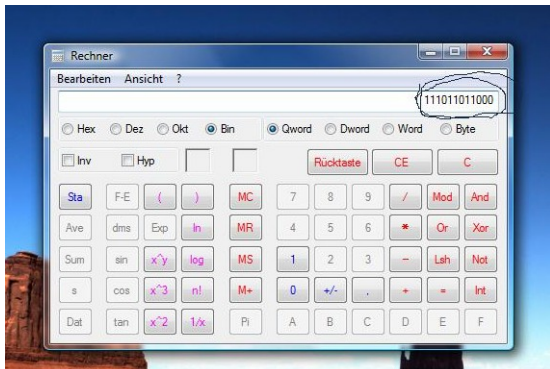 Rechner
Bearbeiten Ansicht ?
111011011000
Hex Dez Okt Bin Qword Dword Word Byte
Inv Hyp Rücktaste CE C
Sta F-E ( ) MC 7 8 9 / Mod And
Ave dms Exp ln MR 4 5 6 * Or Xor
Sum sin x^y log MS 1 2 3 - Lsh Not
s cos x^3 n! M+ 0 +/- , + = Int
Dat tan x^2 1/x Pi A B C D E F